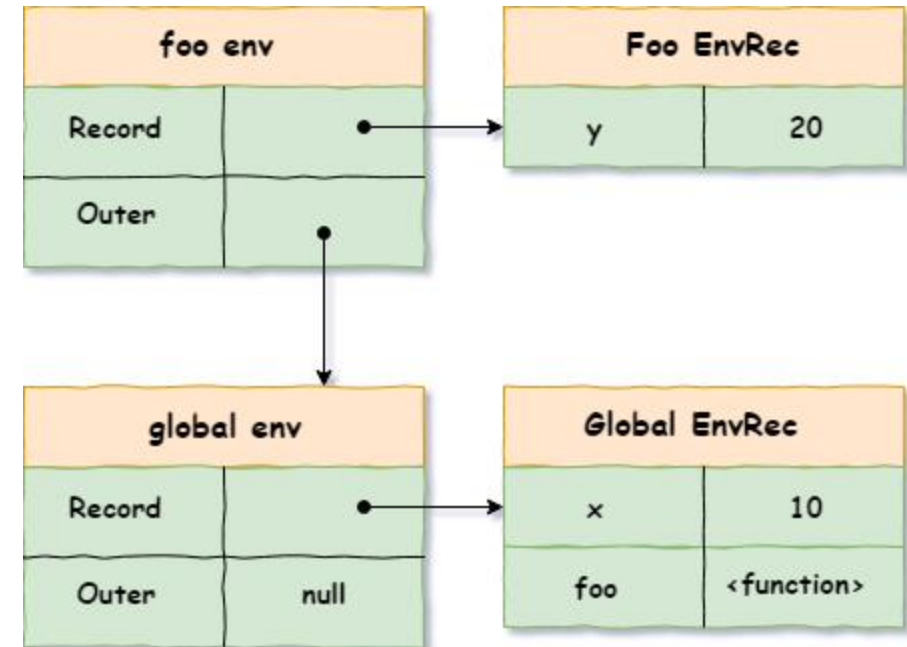 foo env
Foo EnvRec
Record
y 20
Outer
global env
Global EnvRec
Record
x 10
Outer null
foo <function>